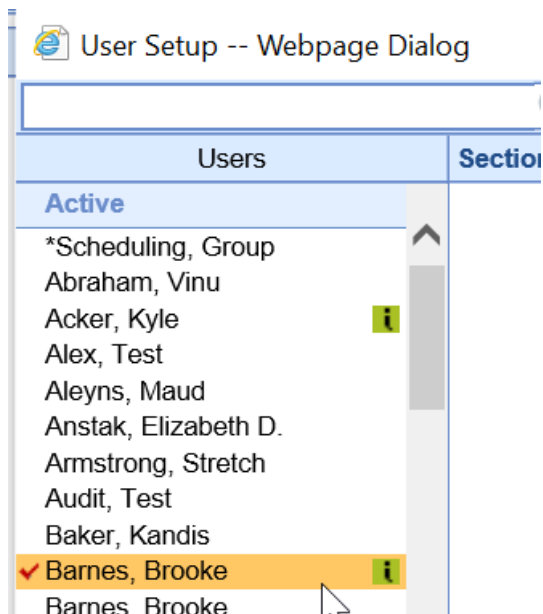 User Setup -- Webpage Dialog
Users
Section
Active
*Scheduling, Group
Abraham, Vinu
Acker, Kyle i
Alex, Test
Aleyns, Maud
Anstak, Elizabeth D.
Armstrong, Stretch
Audit, Test
Baker, Kandis
Barnes, Brooke i
Barnes, Brooke